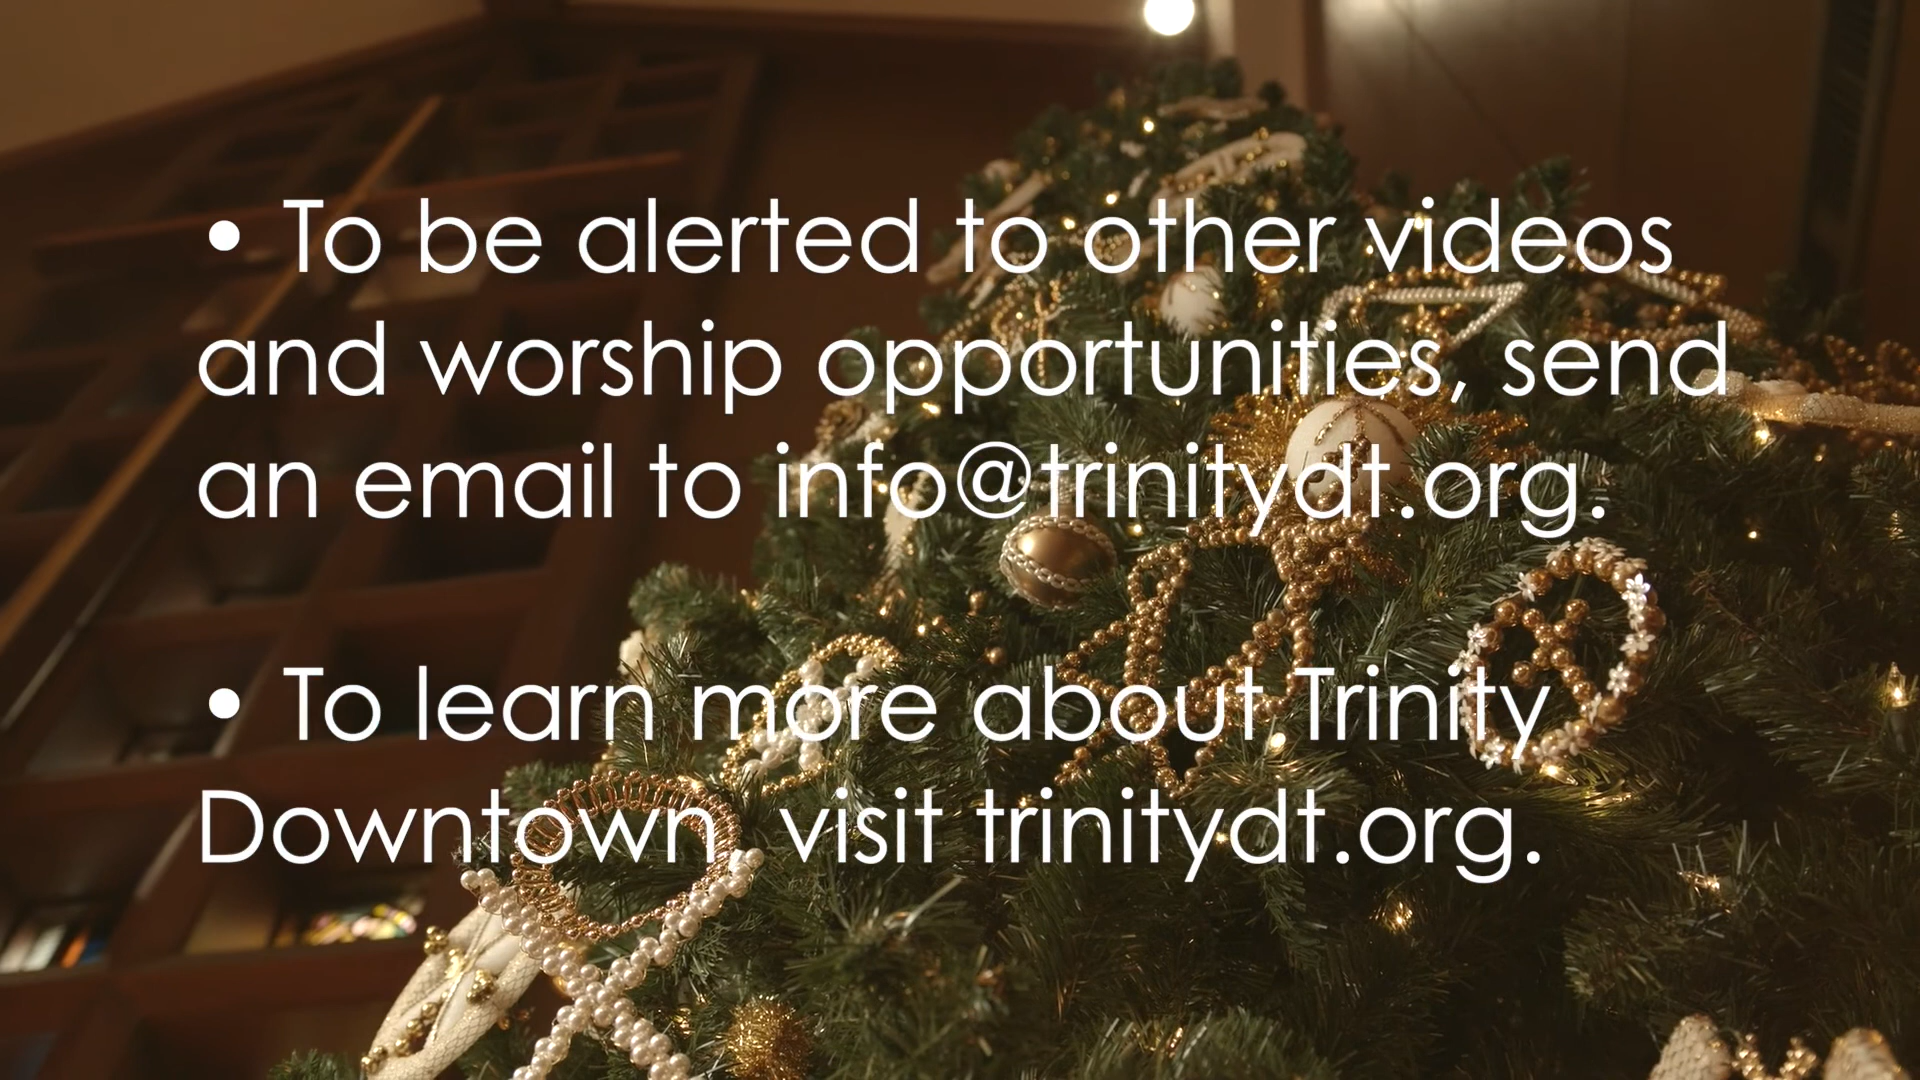 • To be alerted to other videos
and worship opportunities, send
an email to info@trinitydt.org.
• To learn more about Trinity
Downtown, visit trinitydt.org.